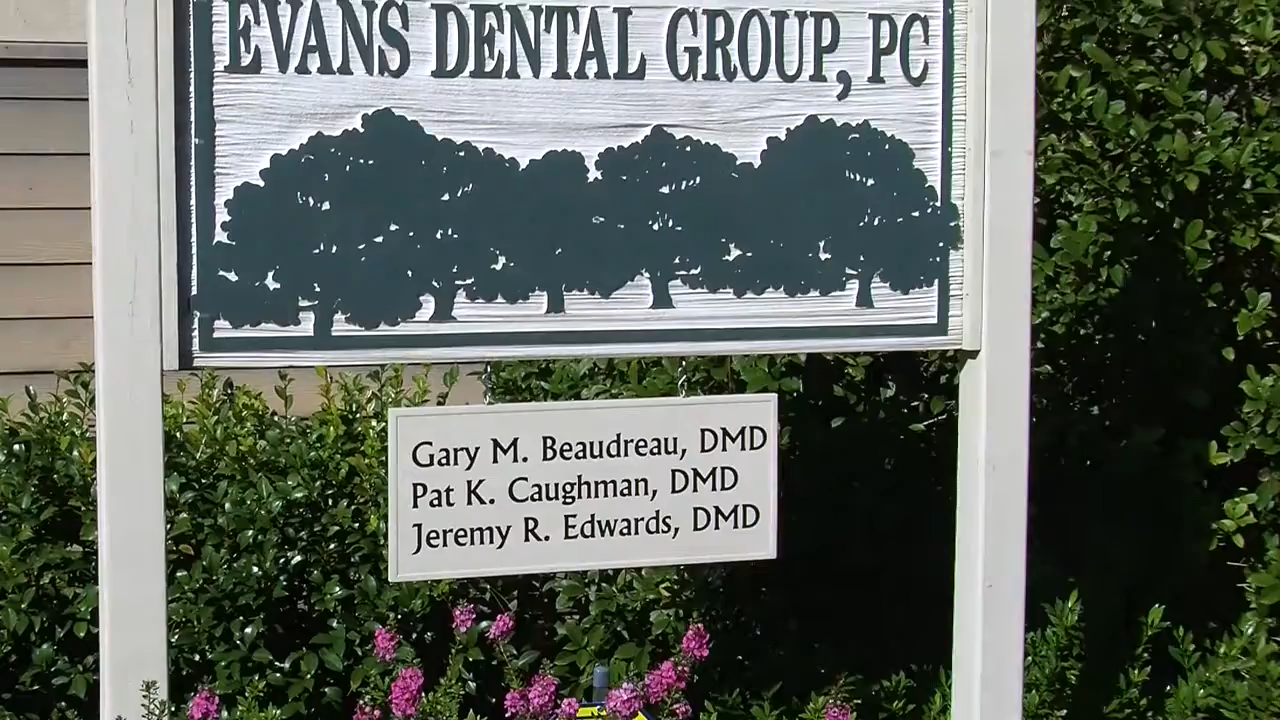 EVANS DENTAL GROUP, PC
Gary M. Beaudreau, DMD
Pat K. Caughman, DMD
Jeremy R. Edwards, DMD